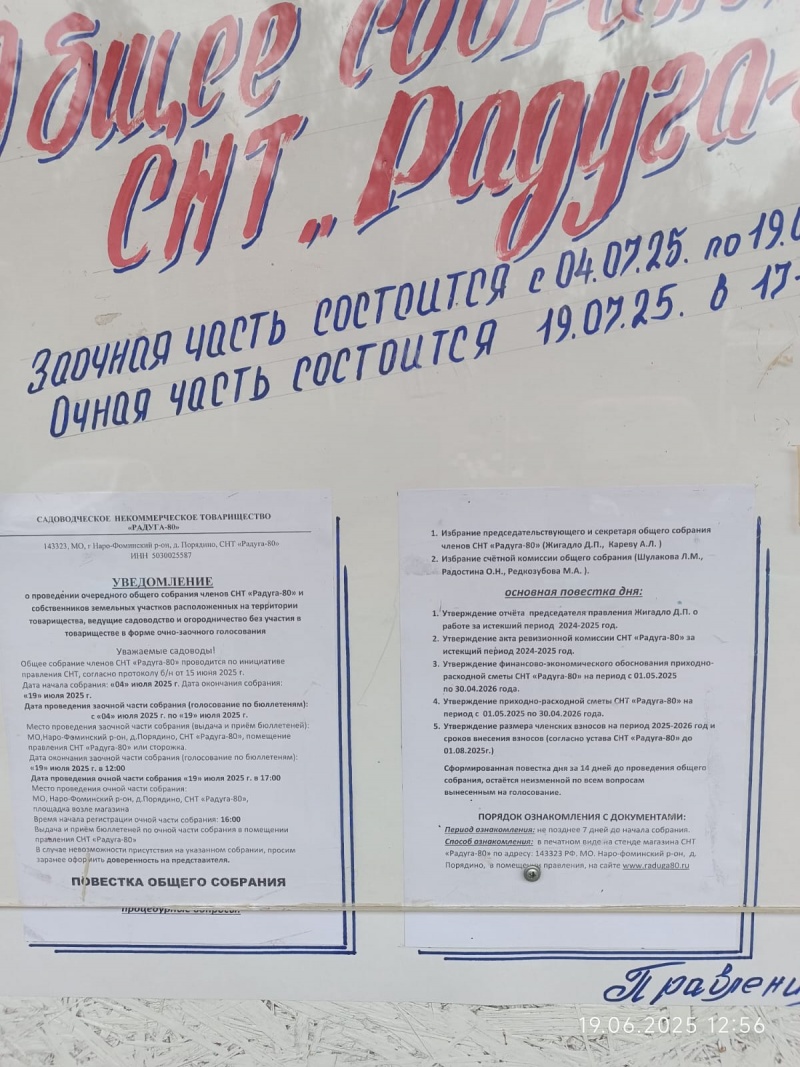 Общее
СНТ „Радуга-
Заочная часть состоится с 04.07.25. по 19.0
Очная часть состоится 19.07.25. в 17-
САДОВОДЧЕСКОЕ НЕКОММЕРЧЕСКОЕ ТОВАРИЩЕСТВО
«РАДУГА-80»
143323, МО, г Наро-Фоминский р-он, д. Порядино, СНТ «Радуга-80»
ИНН 5030025587
УВЕДОМЛЕНИЕ
о проведении очередного общего собрания членов СНТ «Радуга-80» и
собственников земельных участков расположенных на территории
товарищества, ведущие садоводство и огородничество без участия в
товариществе в форме очно-заочного голосования
Уважаемые садоводы!
Общее собрание членов СНТ «Радуга-80» проводится по инициативе
правления СНТ, согласно протоколу б/н от 15 июня 2025 г.
Дата начала собрания: «04» июля 2025 г. Дата окончания собрания:
«19» июля 2025 г.
Дата проведения заочной части собрания (голосование по бюллетеням):
с «04» июля 2025 г. по «19» июля 2025 г.
Место проведения заочной части собрания (выдача и приём бюллетеней):
МО,Наро-Фоминский р-он, д.Порядино, СНТ «Радуга-80», помещение
правления СНТ «Радуга-80» или сторожка.
Дата окончания заочной части собрания (голосование по бюллетеням):
«19» июля 2025 г. в 12:00
Дата проведения очной части собрания «19» июля 2025 г. в 17:00
Место проведения очной части собрания:
МО, Наро-Фоминский р-он, д.Порядино, СНТ «Радуга-80»,
площадка возле магазина
Время начала регистрации очной части собрания: 16:00
Выдача и приём бюллетеней по очной части собрания в помещении
правления СНТ «Радуга-80»
В случае невозможности присутствия на указанном собрании, просим
заранее оформить доверенность на представителя.
ПОВЕСТКА ОБЩЕГО СОБРАНИЯ
процедурные вопросы
1. Избрание председательствующего и секретаря общего собрания
членов СНТ «Радуга-80» (Жигадло Д.П., Кареву А.Л. )
2. Избрание счётной комиссии общего собрания (Шулакова Л.М.,
Радостина О.Н., Редкозубова М.А. ).
основная повестка дня:
1. Утверждение отчёта председателя правления Жигадло Д.П. о
работе за истекший период 2024-2025 год.
2. Утверждение акта ревизионной комиссии СНТ «Радуга-80» за
истекший период 2024-2025 год.
3. Утверждение финансово-экономического обоснования приходно-
расходной сметы СНТ «Радуга-80» на период с 01.05.2025
по 30.04.2026 года.
4. Утверждение приходно-расходной сметы СНТ «Радуга-80» на
период с 01.05.2025 по 30.04.2026 года.
5. Утверждение размера членских взносов на период 2025-2026 год и
сроков внесения взносов (согласно устава СНТ «Радуга-80» до
01.08.2025г.)
Сформированная повестка дня за 14 дней до проведения общего
собрания, остаётся неизменной по всем вопросам
вынесенным на голосование.
ПОРЯДОК ОЗНАКОМЛЕНИЯ С ДОКУМЕНТАМИ:
Период ознакомления: не позднее 7 дней до начала собрания.
Способ ознакомления: в печатном виде на стенде магазина СНТ
«Радуга-80» по адресу: 143323 РФ, МО, Наро-фоминский р-он, д.
Порядино, в помещении правления, на сайте www.raduga80.ru
Правлени
19.06.2025 12:56